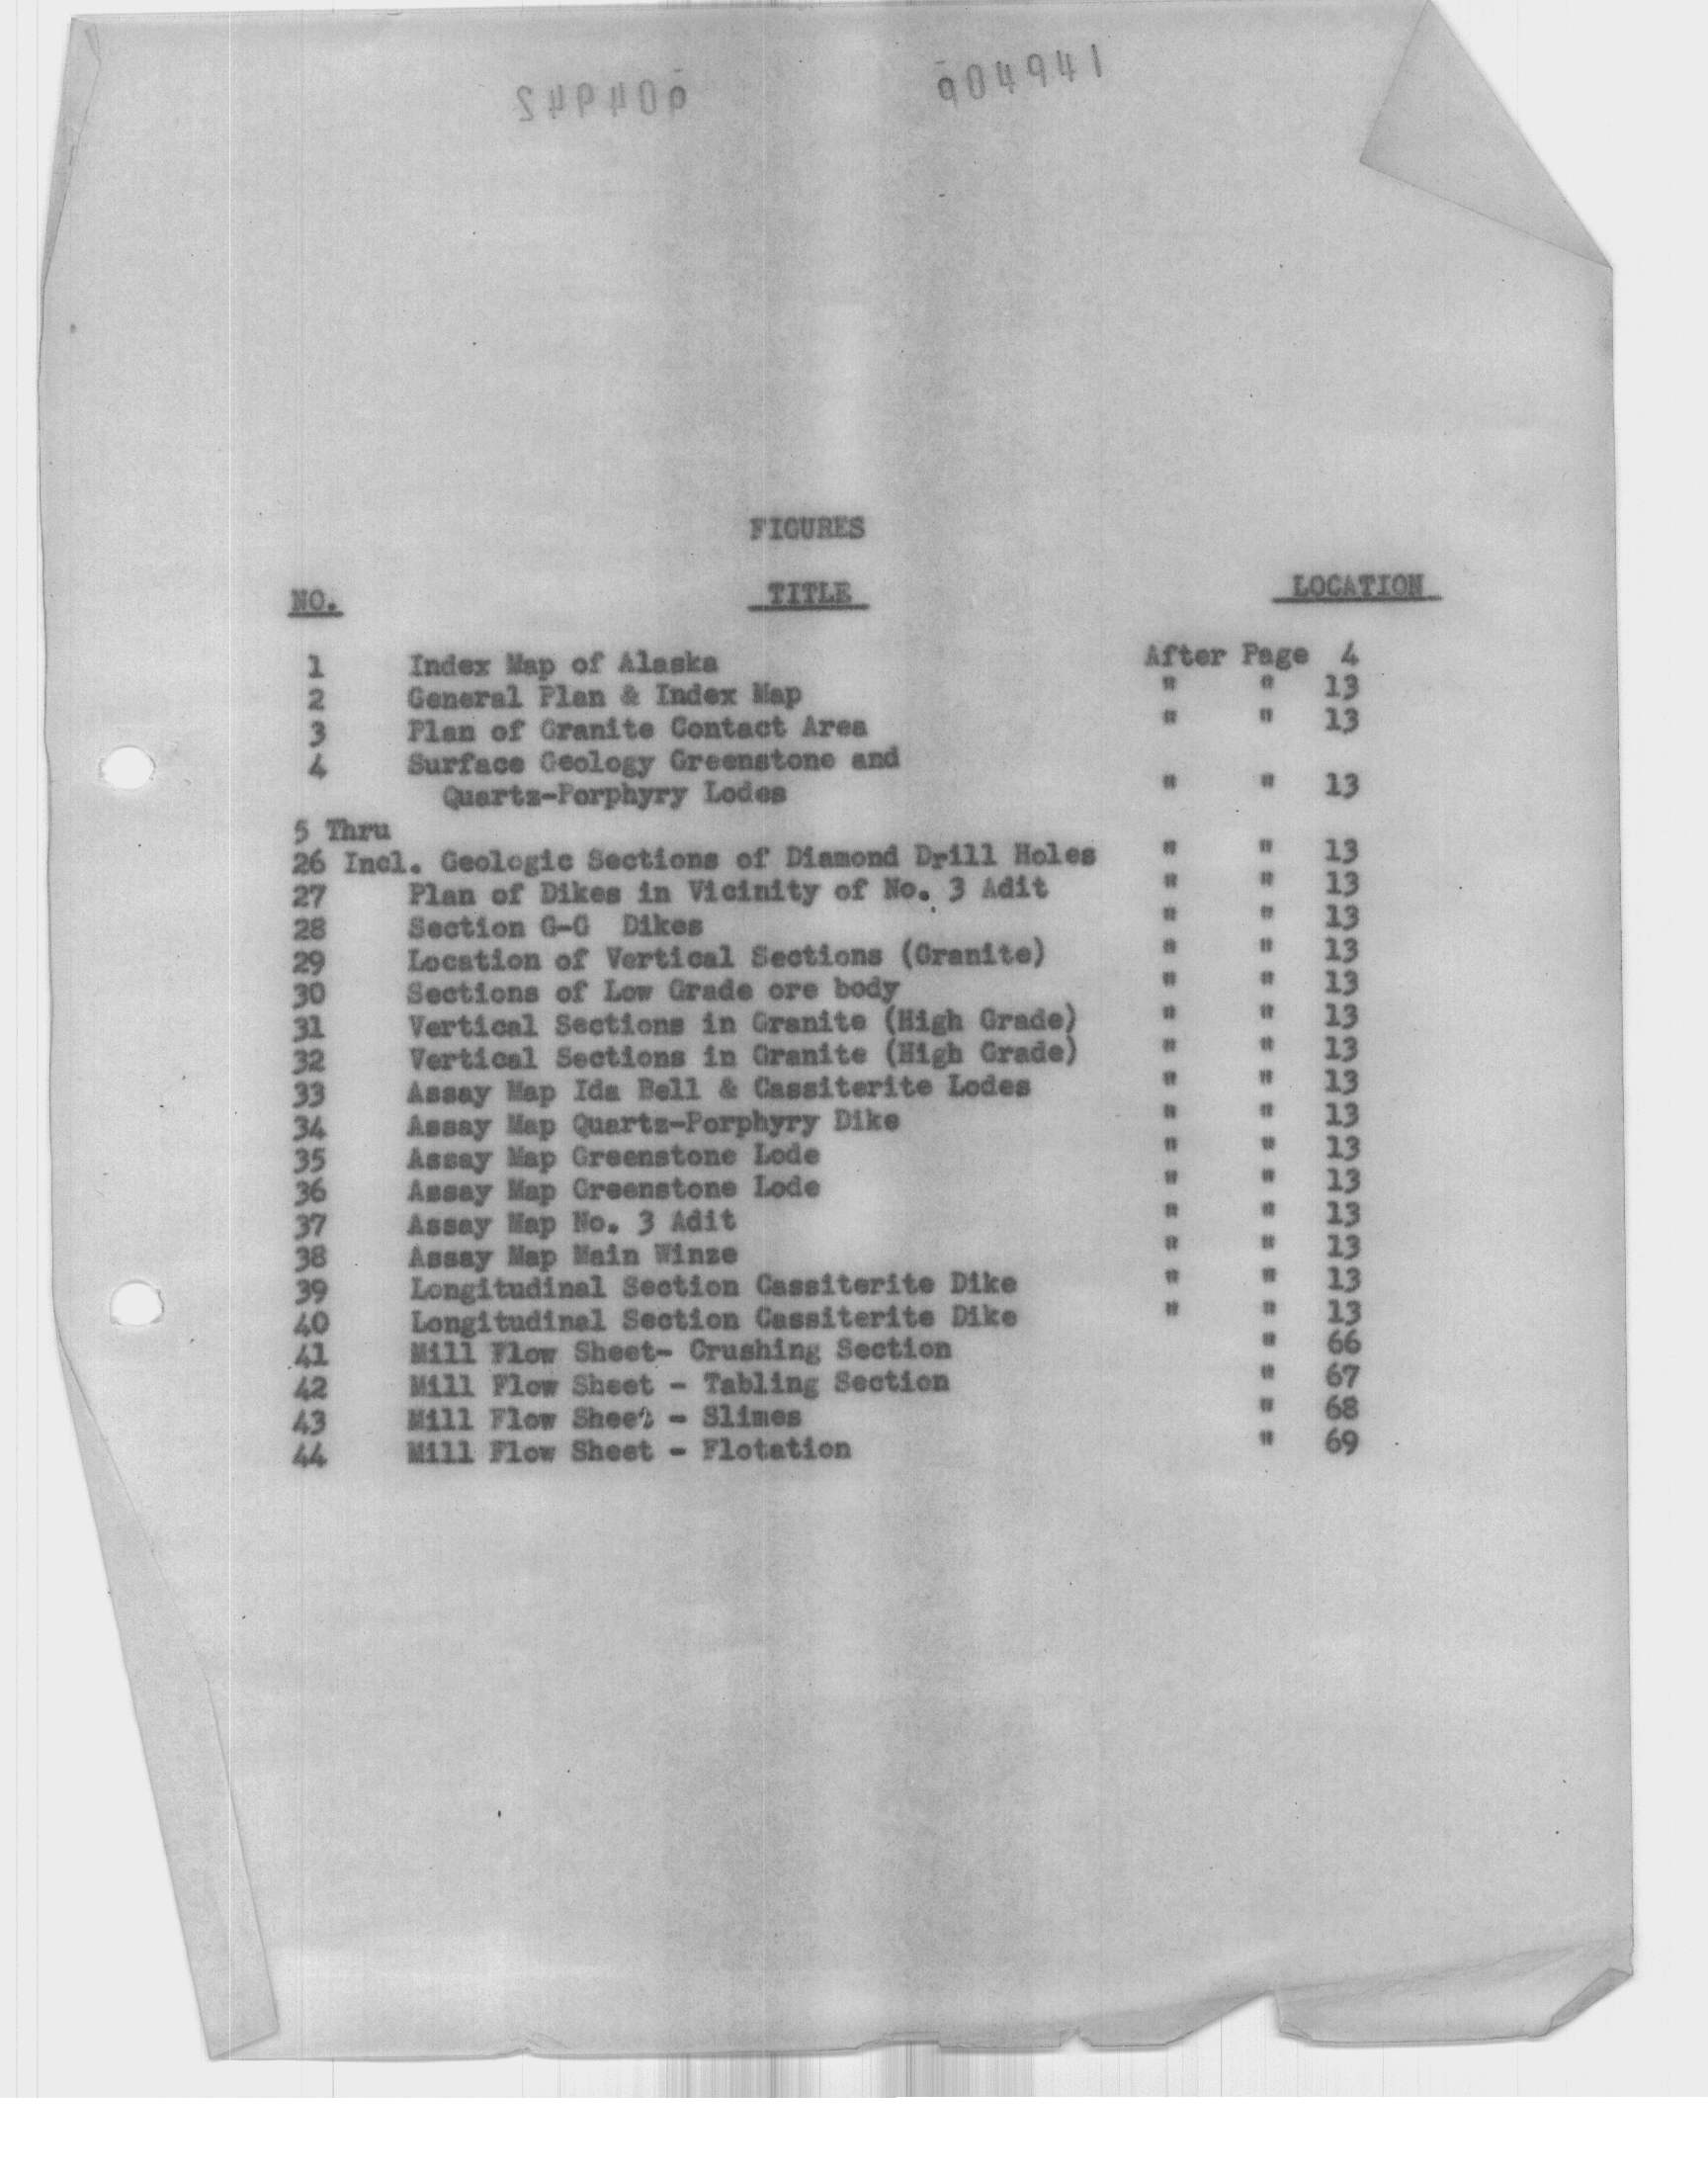 904941
FIGURES
NO. TITLE LOCATION
1 Index Map of Alaska After Page 4
2 General Plan & Index Map " " 13
3 Plan of Granite Contact Area " " 13
4 Surface Geology Greenstone and
Quartz-Porphyry Lodes " " 13
5 Thru
26 Incl. Geologic Sections of Diamond Drill Holes " " 13
27 Plan of Dikes in Vicinity of No. 3 Adit " " 13
28 Section G-G Dikes " " 13
29 Location of Vertical Sections (Granite) " " 13
30 Sections of Low Grade ore body " " 13
31 Vertical Sections in Granite (High Grade) " " 13
32 Vertical Sections in Granite (High Grade) " " 13
33 Assay Map Ida Bell & Cassiterite Lodes " " 13
34 Assay Map Quartz-Porphyry Dike " " 13
35 Assay Map Greenstone Lode " " 13
36 Assay Map Greenstone Lode " " 13
37 Assay Map No. 3 Adit " " 13
38 Assay Map Main Winze " " 13
39 Longitudinal Section Cassiterite Dike " " 13
40 Longitudinal Section Cassiterite Dike " " 13
41 Mill Flow Sheet- Crushing Section " 66
42 Mill Flow Sheet - Tabling Section " 67
43 Mill Flow Sheet - Slimes " 68
44 Mill Flow Sheet - Flotation " 69